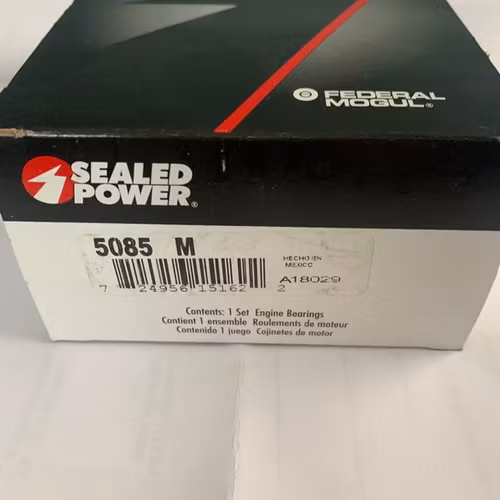 FEDERAL
MOGUL®
SEALED
POWER®
5085 M
HECHO EN
MEXICO
A18029
7 24956 15162 2
Contents: 1 Set Engine Bearings
Contient 1 ensemble Roulements de moteur
Contenido 1 juego Cojinetes de motor